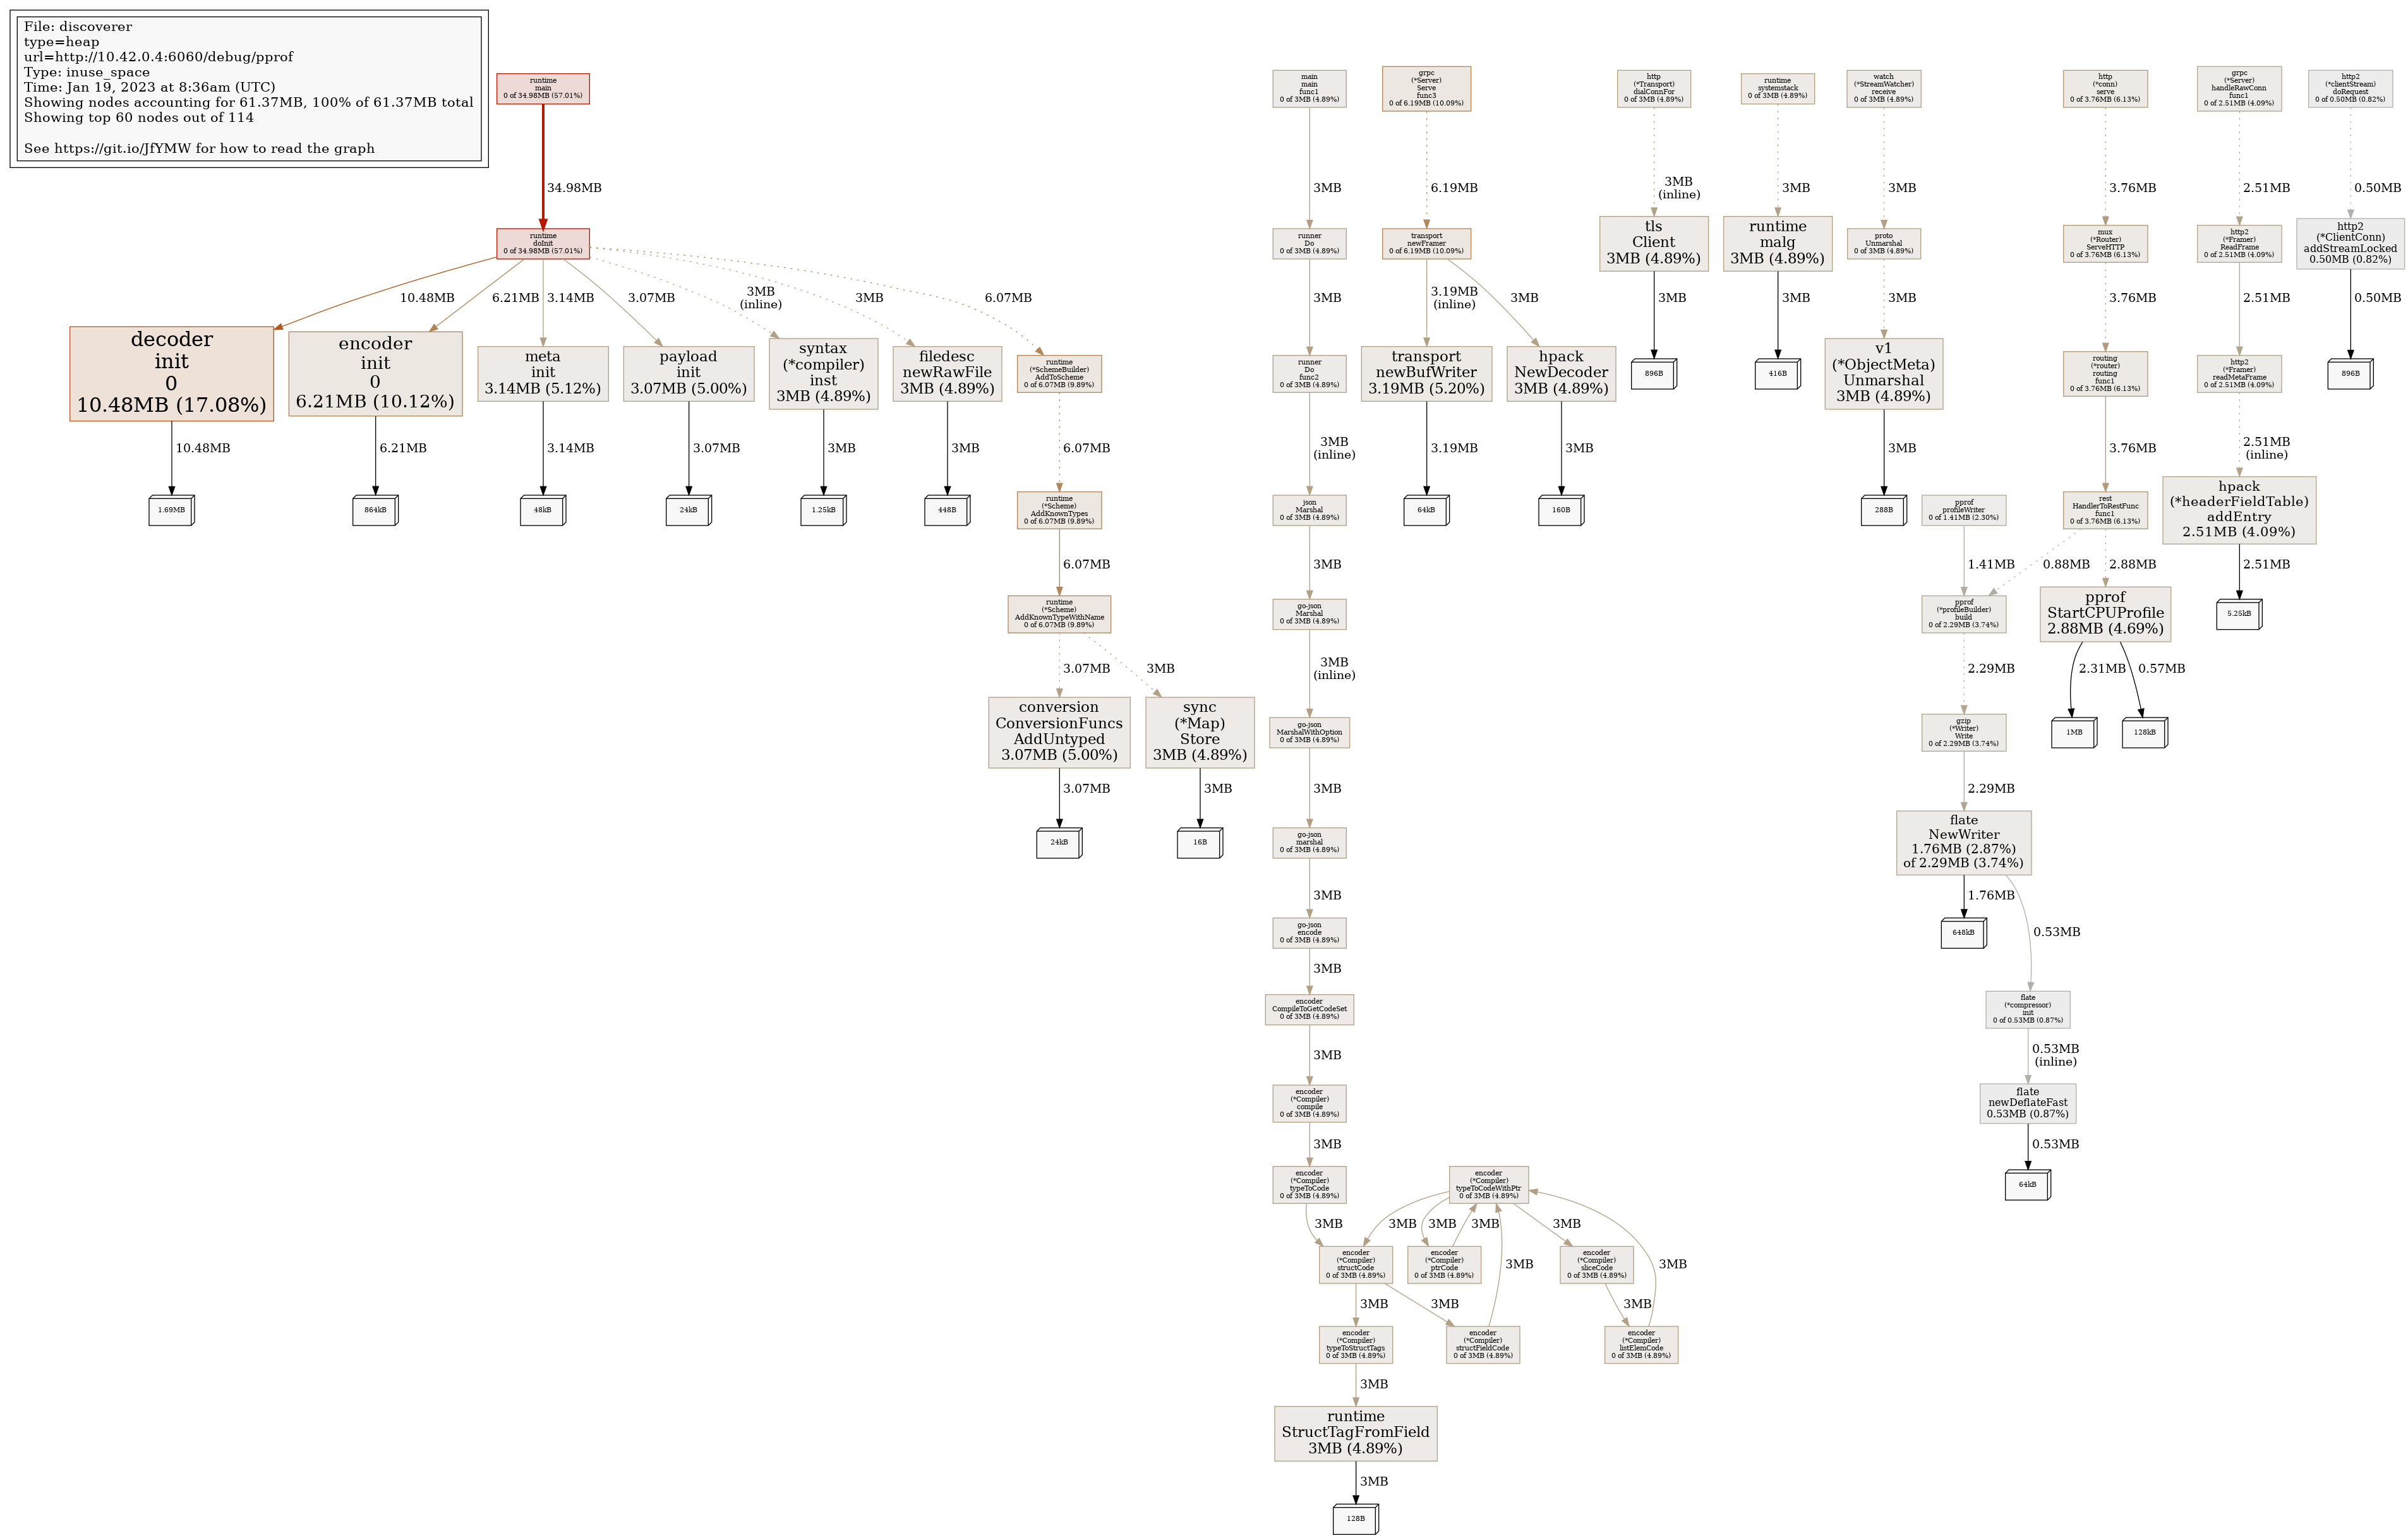 File: discoverer
type=heap
url=http://10.42.0.4:6060/debug/pprof
Type: inuse_space
Time: Jan 19, 2023 at 8:36am (UTC)
Showing nodes accounting for 61.37MB, 100% of 61.37MB total
Showing top 60 nodes out of 114
See https://git.io/JfYMW for how to read the graph
runtime
main
0 of 34.98MB (57.01%)
34.98MB
runtime
doInit
0 of 34.98MB (57.01%)
10.48MB
6.21MB
3.14MB
3.07MB
3MB
(inline)
3MB
6.07MB
decoder
init
0
10.48MB (17.08%)
10.48MB
1.69MB
encoder
init
0
6.21MB (10.12%)
6.21MB
864kB
meta
init
3.14MB (5.12%)
3.14MB
48kB
payload
init
3.07MB (5.00%)
3.07MB
24kB
syntax
(*compiler)
inst
3MB (4.89%)
3MB
1.25kB
filedesc
newRawFile
3MB (4.89%)
3MB
448B
runtime
(*SchemeBuilder)
AddToScheme
0 of 6.07MB (9.89%)
6.07MB
runtime
(*Scheme)
AddKnownTypes
0 of 6.07MB (9.89%)
6.07MB
runtime
(*Scheme)
AddKnownTypeWithName
0 of 6.07MB (9.89%)
3.07MB
3MB
conversion
ConversionFuncs
AddUntyped
3.07MB (5.00%)
3.07MB
24kB
sync
(*Map)
Store
3MB (4.89%)
3MB
16B
main
main
func1
0 of 3MB (4.89%)
3MB
runner
Do
0 of 3MB (4.89%)
3MB
runner
Do
func2
0 of 3MB (4.89%)
3MB
(inline)
json
Marshal
0 of 3MB (4.89%)
3MB
go-json
Marshal
0 of 3MB (4.89%)
3MB
(inline)
go-json
MarshalWithOption
0 of 3MB (4.89%)
3MB
go-json
marshal
0 of 3MB (4.89%)
3MB
go-json
encode
0 of 3MB (4.89%)
3MB
encoder
CompileToGetCodeSet
0 of 3MB (4.89%)
3MB
encoder
(*Compiler)
compile
0 of 3MB (4.89%)
3MB
encoder
(*Compiler)
typeToCode
0 of 3MB (4.89%)
3MB
encoder
(*Compiler)
typeToCodeWithPtr
0 of 3MB (4.89%)
3MB
3MB
3MB
3MB
encoder
(*Compiler)
structCode
0 of 3MB (4.89%)
encoder
(*Compiler)
ptrCode
0 of 3MB (4.89%)
3MB
encoder
(*Compiler)
sliceCode
0 of 3MB (4.89%)
3MB
3MB
3MB
3MB
encoder
(*Compiler)
typeToStructTags
0 of 3MB (4.89%)
encoder
(*Compiler)
structFieldCode
0 of 3MB (4.89%)
encoder
(*Compiler)
listElemCode
0 of 3MB (4.89%)
3MB
runtime
StructTagFromField
3MB (4.89%)
3MB
128B
grpc
(*Server)
Serve
func3
0 of 6.19MB (10.09%)
6.19MB
transport
newFramer
0 of 6.19MB (10.09%)
3.19MB
(inline)
3MB
transport
newBufWriter
3.19MB (5.20%)
3.19MB
64kB
hpack
NewDecoder
3MB (4.89%)
3MB
160B
http
(*Transport)
dialConnFor
0 of 3MB (4.89%)
3MB
(inline)
tls
Client
3MB (4.89%)
3MB
896B
runtime
systemstack
0 of 3MB (4.89%)
3MB
runtime
malg
3MB (4.89%)
3MB
416B
watch
(*StreamWatcher)
receive
0 of 3MB (4.89%)
3MB
proto
Unmarshal
0 of 3MB (4.89%)
3MB
v1
(*ObjectMeta)
Unmarshal
3MB (4.89%)
3MB
288B
http
(*conn)
serve
0 of 3.76MB (6.13%)
3.76MB
mux
(*Router)
ServeHTTP
0 of 3.76MB (6.13%)
3.76MB
routing
(*router)
routing
func1
0 of 3.76MB (6.13%)
3.76MB
rest
HandlerToRestFunc
func1
0 of 3.76MB (6.13%)
0.88MB
2.88MB
pprof
profileWriter
0 of 1.41MB (2.30%)
1.41MB
pprof
(*profileBuilder)
build
0 of 2.29MB (3.74%)
2.29MB
pprof
StartCPUProfile
2.88MB (4.69%)
2.31MB
0.57MB
1MB
128kB
gzip
(*Writer)
Write
0 of 2.29MB (3.74%)
2.29MB
flate
NewWriter
1.76MB (2.87%)
of 2.29MB (3.74%)
1.76MB
0.53MB
648kB
flate
(*compressor)
init
0 of 0.53MB (0.87%)
0.53MB
(inline)
flate
newDeflateFast
0.53MB (0.87%)
0.53MB
64kB
grpc
(*Server)
handleRawConn
func1
0 of 2.51MB (4.09%)
2.51MB
http2
(*Framer)
ReadFrame
0 of 2.51MB (4.09%)
2.51MB
http2
(*Framer)
readMetaFrame
0 of 2.51MB (4.09%)
2.51MB
(inline)
hpack
(*headerFieldTable)
addEntry
2.51MB (4.09%)
2.51MB
5.25kB
http2
(*clientStream)
doRequest
0 of 0.50MB (0.82%)
0.50MB
http2
(*ClientConn)
addStreamLocked
0.50MB (0.82%)
0.50MB
896B